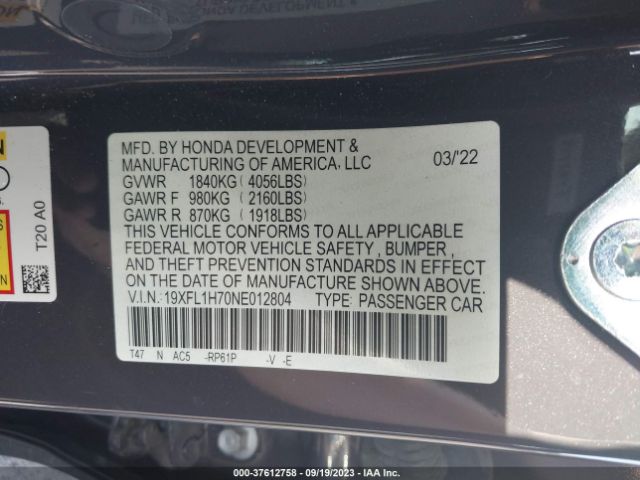 MFD. BY HONDA DEVELOPMENT &
MANUFACTURING OF AMERICA, LLC 03/'22
GVWR 1840KG ( 4056LBS)
GAWR F 980KG ( 2160LBS)
GAWR R 870KG ( 1918LBS)
THIS VEHICLE CONFORMS TO ALL APPLICABLE
FEDERAL MOTOR VEHICLE SAFETY , BUMPER ,
AND THEFT PREVENTION STANDARDS IN EFFECT
ON THE DATE OF MANUFACTURE SHOWN ABOVE.
V.I.N.: 19XFL1H70NE012804 TYPE: PASSENGER CAR
T47 N AC5 -RP61P -V -E
T20 A0
000-37612758 - 09/19/2023 - IAA Inc.